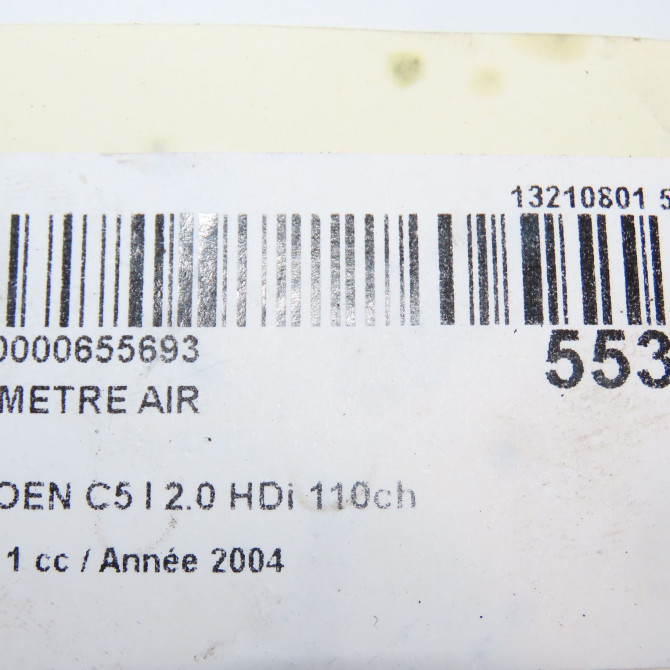 13210801 5
0000655693
553
METRE AIR
OEN C5 I 2.0 HDi 110ch
1 cc / Année 2004